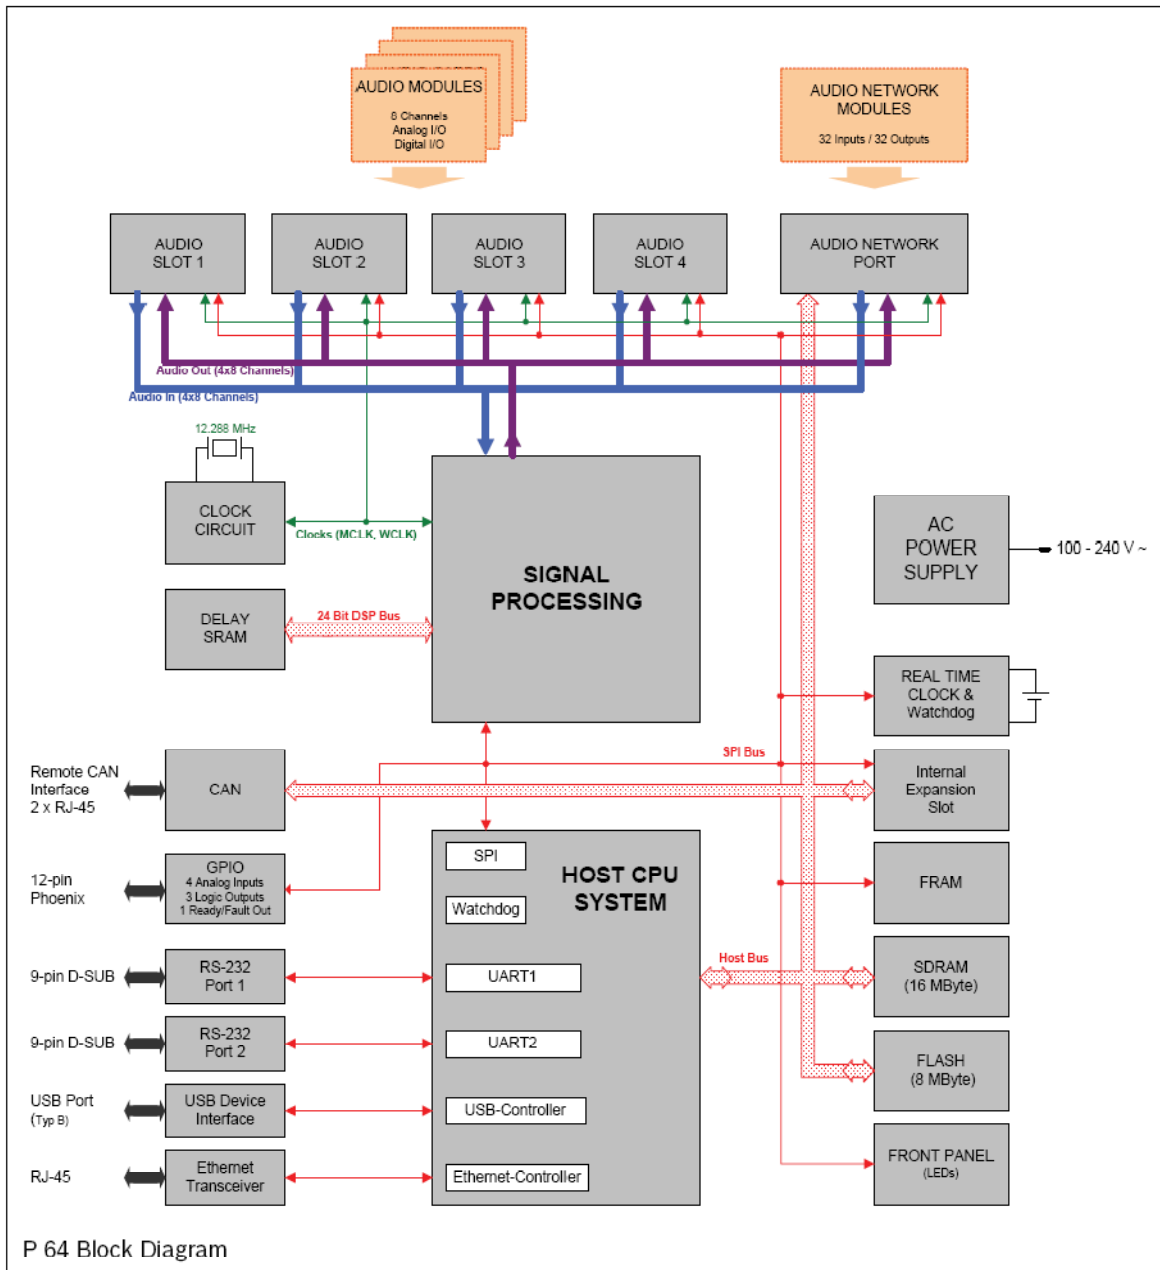 AUDIO MODULES
8 Channels
Analog I/O
Digital I/O
AUDIO NETWORK
MODULES
32 Inputs / 32 Outputs
AUDIO
SLOT 1
AUDIO
SLOT 2
AUDIO
SLOT 3
AUDIO
SLOT 4
AUDIO NETWORK
PORT
Audio Out (4x8 Channels)
Audio In (4x8 Channels)
12.288 MHz
CLOCK
CIRCUIT
Clocks (MCLK, WCLK)
SIGNAL
PROCESSING
AC
POWER
SUPPLY
100 - 240 V ~
DELAY
SRAM
24 Bit DSP Bus
REAL TIME
CLOCK &
Watchdog
SPI Bus
Remote CAN
Interface
2 x RJ-45
CAN
Internal
Expansion
Slot
12-pin
Phoenix
GPIO
4 Analog Inputs
3 Logic Outputs
1 Ready/Fault Out
SPI
Watchdog
HOST CPU
SYSTEM
FRAM
9-pin D-SUB
RS-232
Port 1
UART1
Host Bus
SDRAM
(16 MByte)
9-pin D-SUB
RS-232
Port 2
UART2
FLASH
(8 MByte)
USB Port
(Typ B)
USB Device
Interface
USB-Controller
RJ-45
Ethernet
Transceiver
Ethernet-Controller
FRONT PANEL
(LEDs)
P 64 Block Diagram